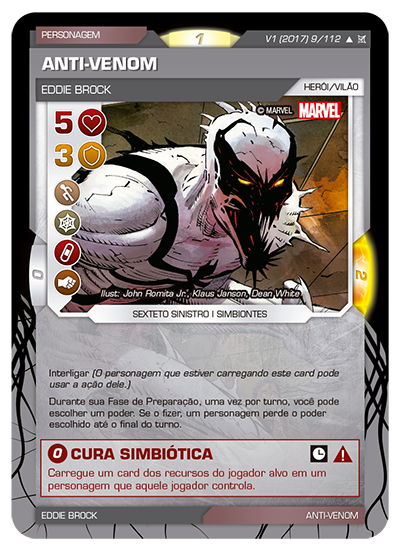 PERSONAGEM
1
V1 (2017) 9/112
ANTI-VENOM
EDDIE BROCK
HERÓI/VILÃO
© MARVEL
MARVEL
5
3
0
2
Ilust: John Romita Jr., Klaus Janson, Dean White
SEXTETO SINISTRO | SIMBIONTES
Interligar (O personagem que estiver carregando este card pode
usar a ação dele.)
Durante sua Fase de Preparação, uma vez por turno, você pode
escolher um poder. Se o fizer, um personagem perde o poder
escolhido até o final do turno.
0 CURA SIMBIÓTICA
Carregue um card dos recursos do jogador alvo em um
personagem que aquele jogador controla.
EDDIE BROCK
ANTI-VENOM